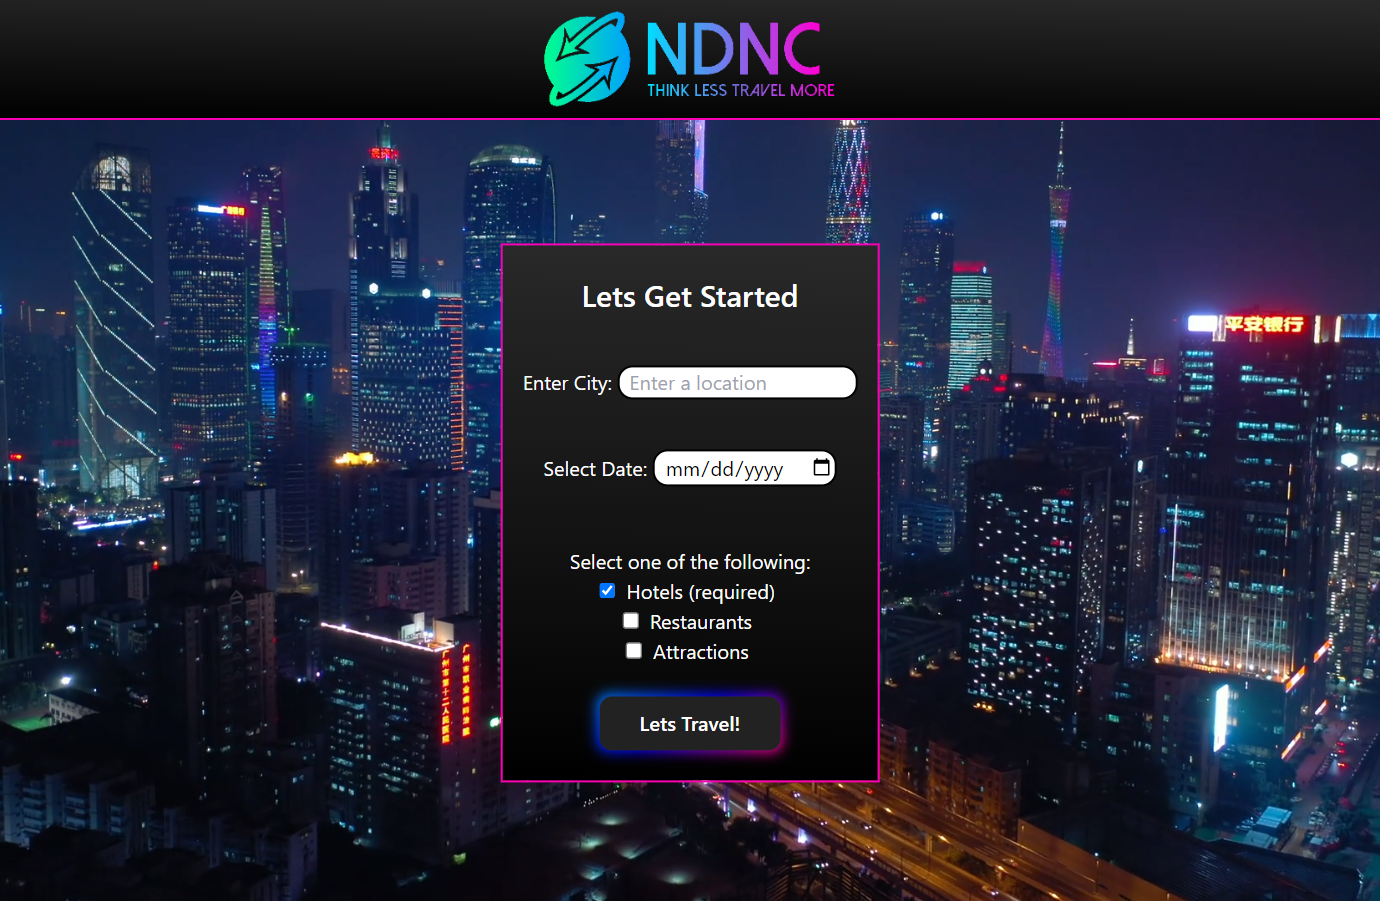 NDNC
THINK LESS TRAVEL MORE
Lets Get Started
Enter City: Enter a location
Select Date: mm/dd/yyyy
Select one of the following:
Hotels (required)
Restaurants
Attractions
Lets Travel!
平安银行